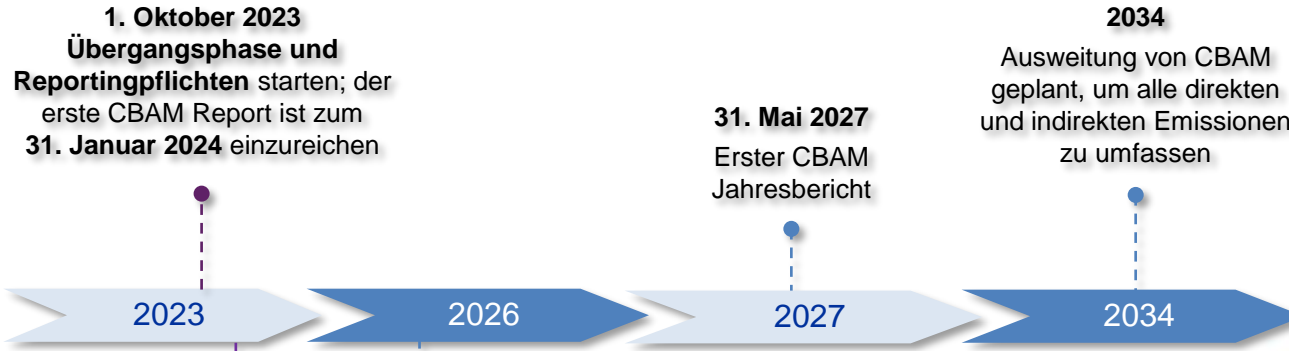 1. Oktober 2023
Übergangsphase und
Reportingpflichten starten; der
erste CBAM Report ist zum
31. Januar 2024 einzureichen
31. Mai 2027
Erster CBAM
Jahresbericht
2034
Ausweitung von CBAM
geplant, um alle direkten
und indirekten Emissionen
zu umfassen
2023
2026
2027
2034